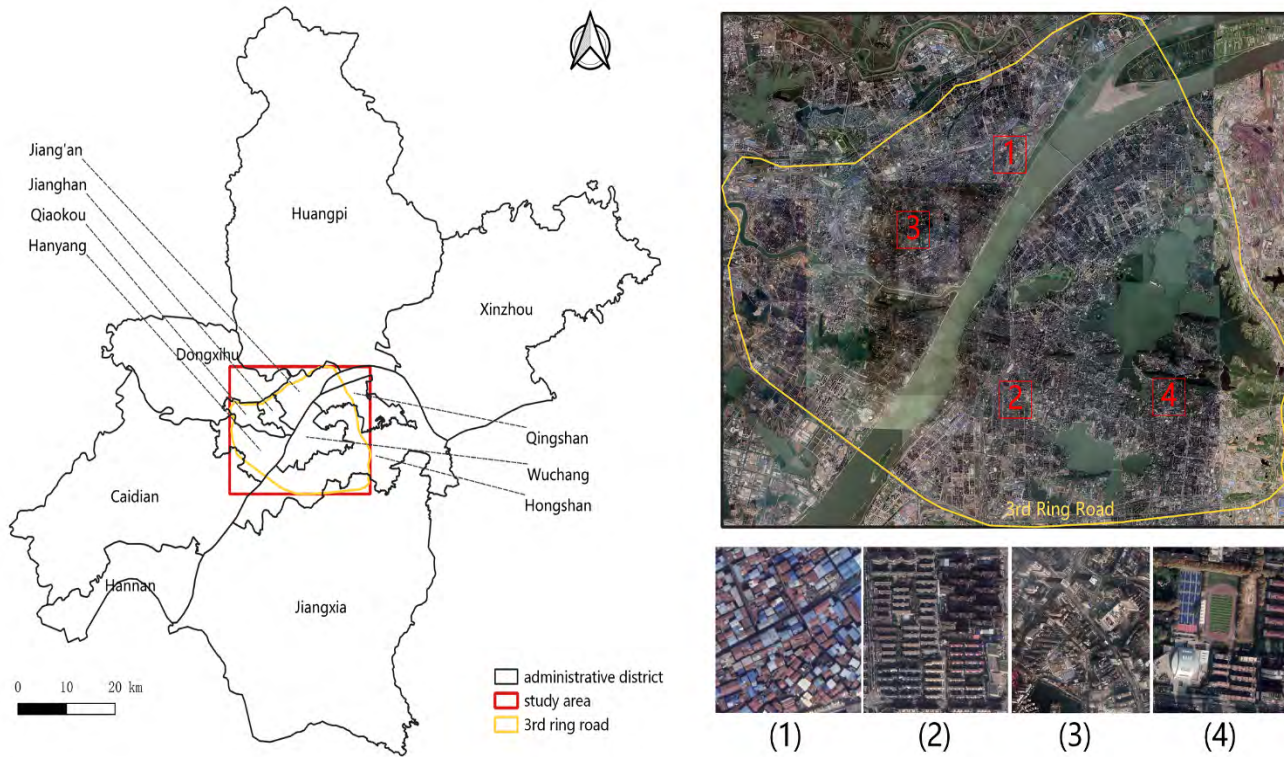 Jiang'an
Jianghan
Qiaokou
Hanyang
Huangpi
Xinzhou
Dongxihu
Qingshan
Wuchang
Hongshan
Caidian
Hannan
Jiangxia
0 10 20 km
administrative district
study area
3rd ring road
1
3
2
4
3rd Ring Road
(1) (2) (3) (4)